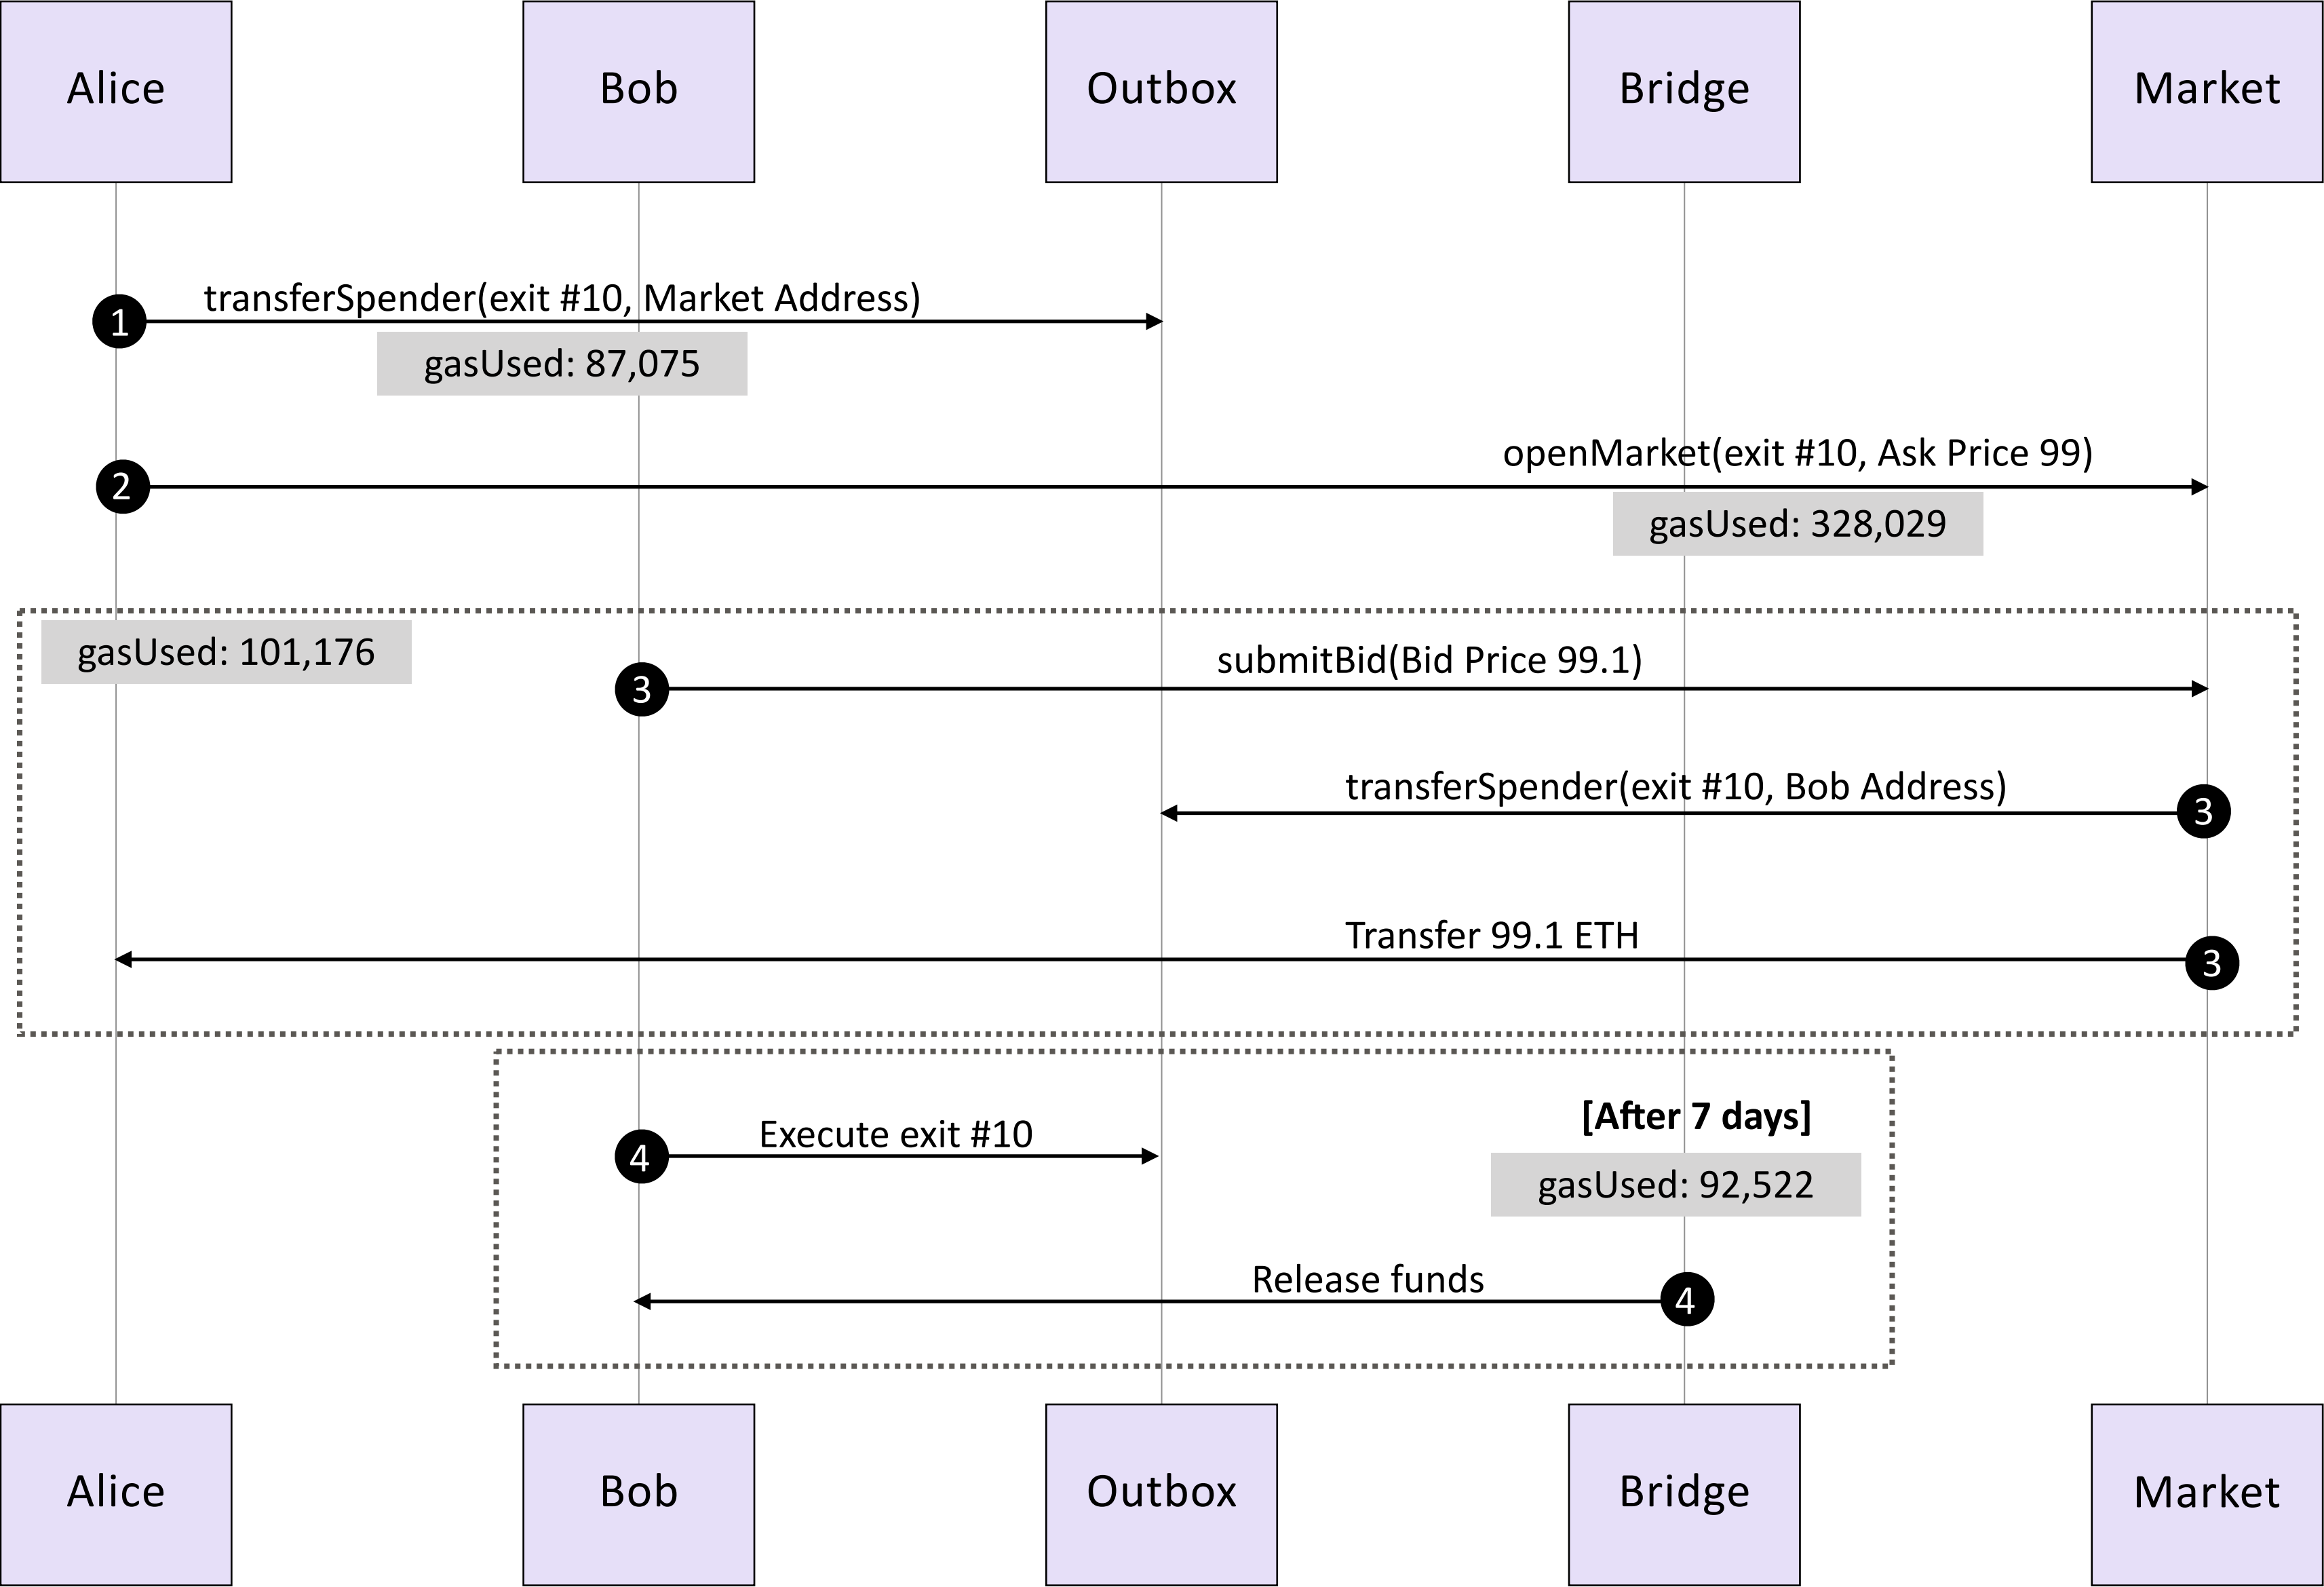 Alice
Bob
Outbox
Bridge
Market
transferSpender(exit #10, Market Address)
1
gasUsed: 87,075
openMarket(exit #10, Ask Price 99)
2
gasUsed: 328,029
gasUsed: 101,176
submitBid(Bid Price 99.1)
3
transferSpender(exit #10, Bob Address)
3
Transfer 99.1 ETH
3
[After 7 days]
Execute exit #10
4
gasUsed: 92,522
Release funds
4
Alice
Bob
Outbox
Bridge
Market